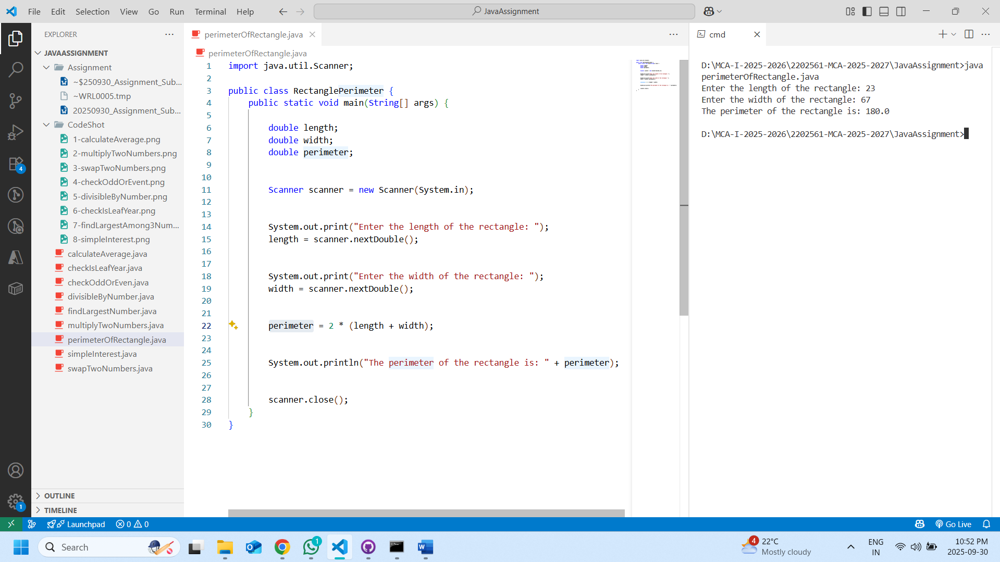 File Edit Selection View Go Run Terminal Help
JavaAssignment
EXPLORER
JAVAASSIGNMENT
Assignment
~$250930_Assignment_Sub...
~WRL0005.tmp
20250930_Assignment_Sub...
CodeShot
1-calculateAverage.png
2-multiplyTwoNumbers.png
3-swapTwoNumbers.png
4-checkOddOrEvent.png
5-divisibleByNumber.png
6-checkIsLeafYear.png
7-findLargestAmong3Num...
8-simpleInterest.png
calculateAverage.java
checkIsLeafYear.java
checkOddOrEven.java
divisibleByNumber.java
findLargestNumber.java
multiplyTwoNumbers.java
perimeterOfRectangle.java
simpleInterest.java
swapTwoNumbers.java
OUTLINE
TIMELINE
4
1
perimeterOfRectangle.java
perimeterOfRectangle.java
1 import java.util.Scanner;
2
3 public class RectanglePerimeter {
4 public static void main(String[] args) {
5
6 double length;
7 double width;
8 double perimeter;
9
10
11 Scanner scanner = new Scanner(System.in);
12
13
14 System.out.print("Enter the length of the rectangle: ");
15 length = scanner.nextDouble();
16
17
18 System.out.print("Enter the width of the rectangle: ");
19 width = scanner.nextDouble();
20
21
22 perimeter = 2 * (length + width);
23
24
25 System.out.println("The perimeter of the rectangle is: " + perimeter);
26
27
28 scanner.close();
29 }
30 }
cmd
D:\MCA-I-2025-2026\2202561-MCA-2025-2027\JavaAssignment>java
perimeterOfRectangle.java
Enter the length of the rectangle: 23
Enter the width of the rectangle: 67
The perimeter of the rectangle is: 180.0
D:\MCA-I-2025-2026\2202561-MCA-2025-2027\JavaAssignment>
Launchpad 0 0
Go Live
Search
1
4
22°C
Mostly cloudy
ENG
IN
10:52 PM
2025-09-30